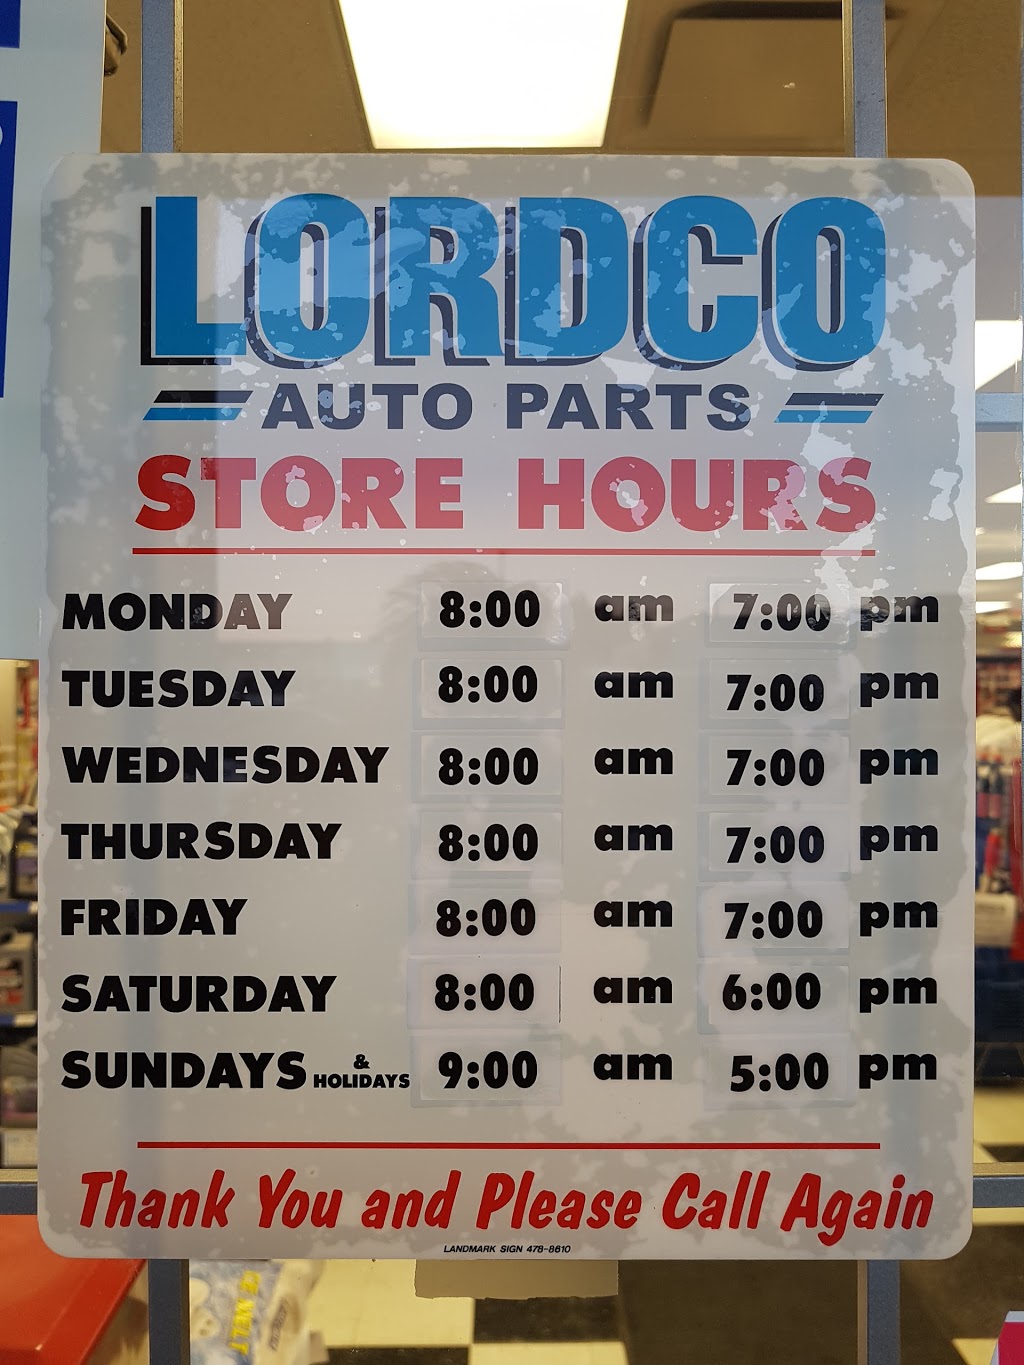 LORDCO
AUTO PARTS
STORE HOURS
MONDAY 8:00 am 7:00 pm
TUESDAY 8:00 am 7:00 pm
WEDNESDAY 8:00 am 7:00 pm
THURSDAY 8:00 am 7:00 pm
FRIDAY 8:00 am 7:00 pm
SATURDAY 8:00 am 6:00 pm
SUNDAYS & HOLIDAYS 9:00 am 5:00 pm
Thank You and Please Call Again
LANDMARK SIGN 478-8610